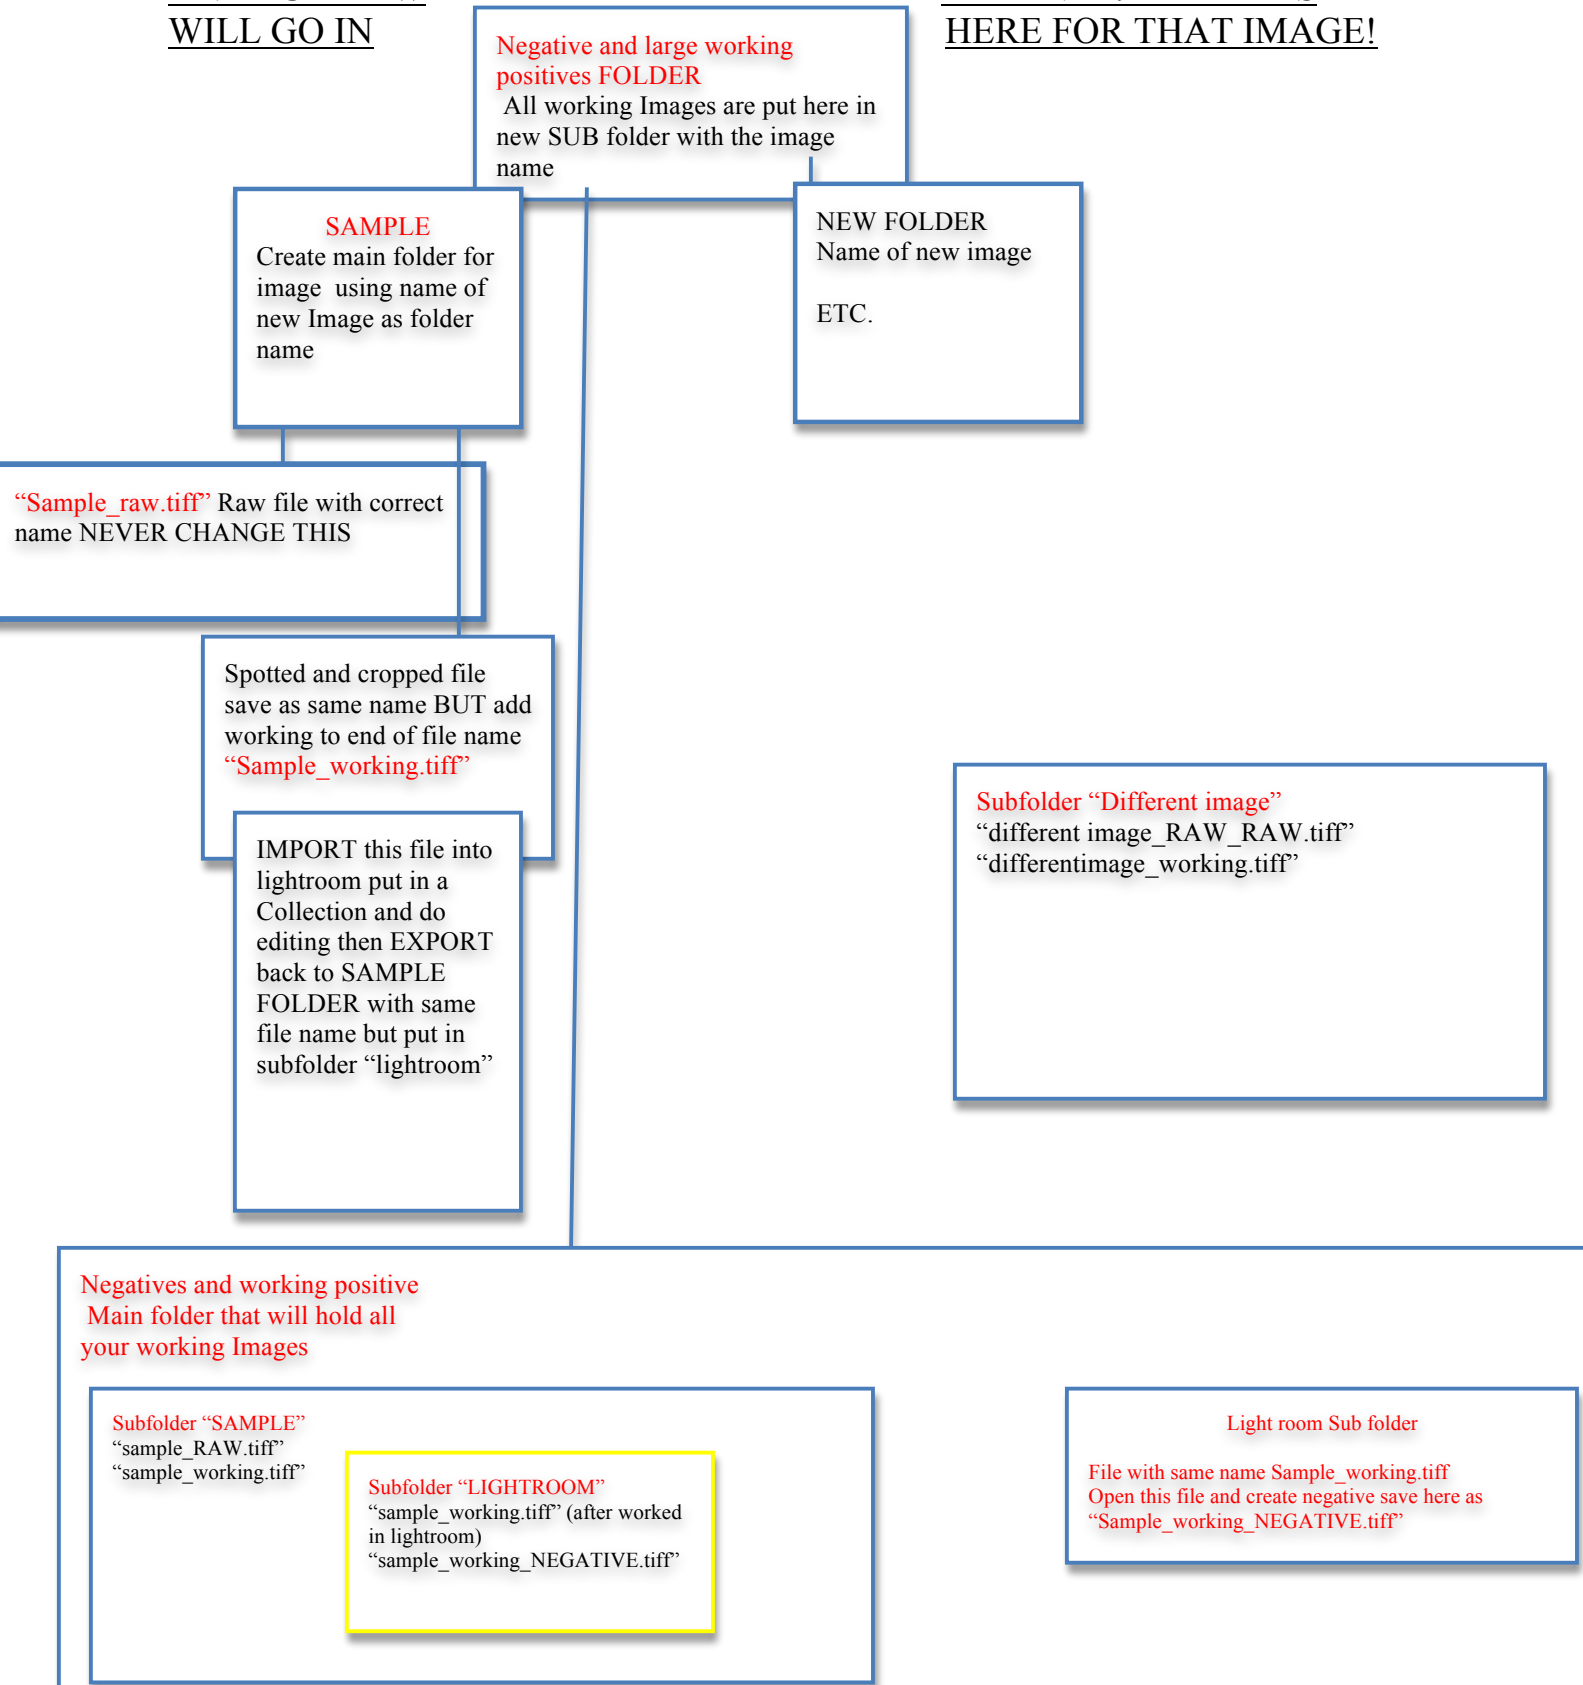 WILL GO IN
HERE FOR THAT IMAGE!
Negative and large working
positives FOLDER
All working Images are put here in
new SUB folder with the image
name
SAMPLE
Create main folder for
image using name of
new Image as folder
name
NEW FOLDER
Name of new image
ETC.
“Sample_raw.tiff” Raw file with correct
name NEVER CHANGE THIS
Spotted and cropped file
save as same name BUT add
working to end of file name
“Sample_working.tiff”
IMPORT this file into
lightroom put in a
Collection and do
editing then EXPORT
back to SAMPLE
FOLDER with same
file name but put in
subfolder “lightroom”
Subfolder “Different image”
“different image_RAW_RAW.tiff”
“differentimage_working.tiff”
Negatives and working positive
Main folder that will hold all
your working Images
Subfolder “SAMPLE”
“sample_RAW.tiff”
“sample_working.tiff”
Subfolder “LIGHTROOM”
“sample_working.tiff” (after worked
in lightroom)
“sample_working_NEGATIVE.tiff”
Light room Sub folder
File with same name Sample_working.tiff
Open this file and create negative save here as
“Sample_working_NEGATIVE.tiff”